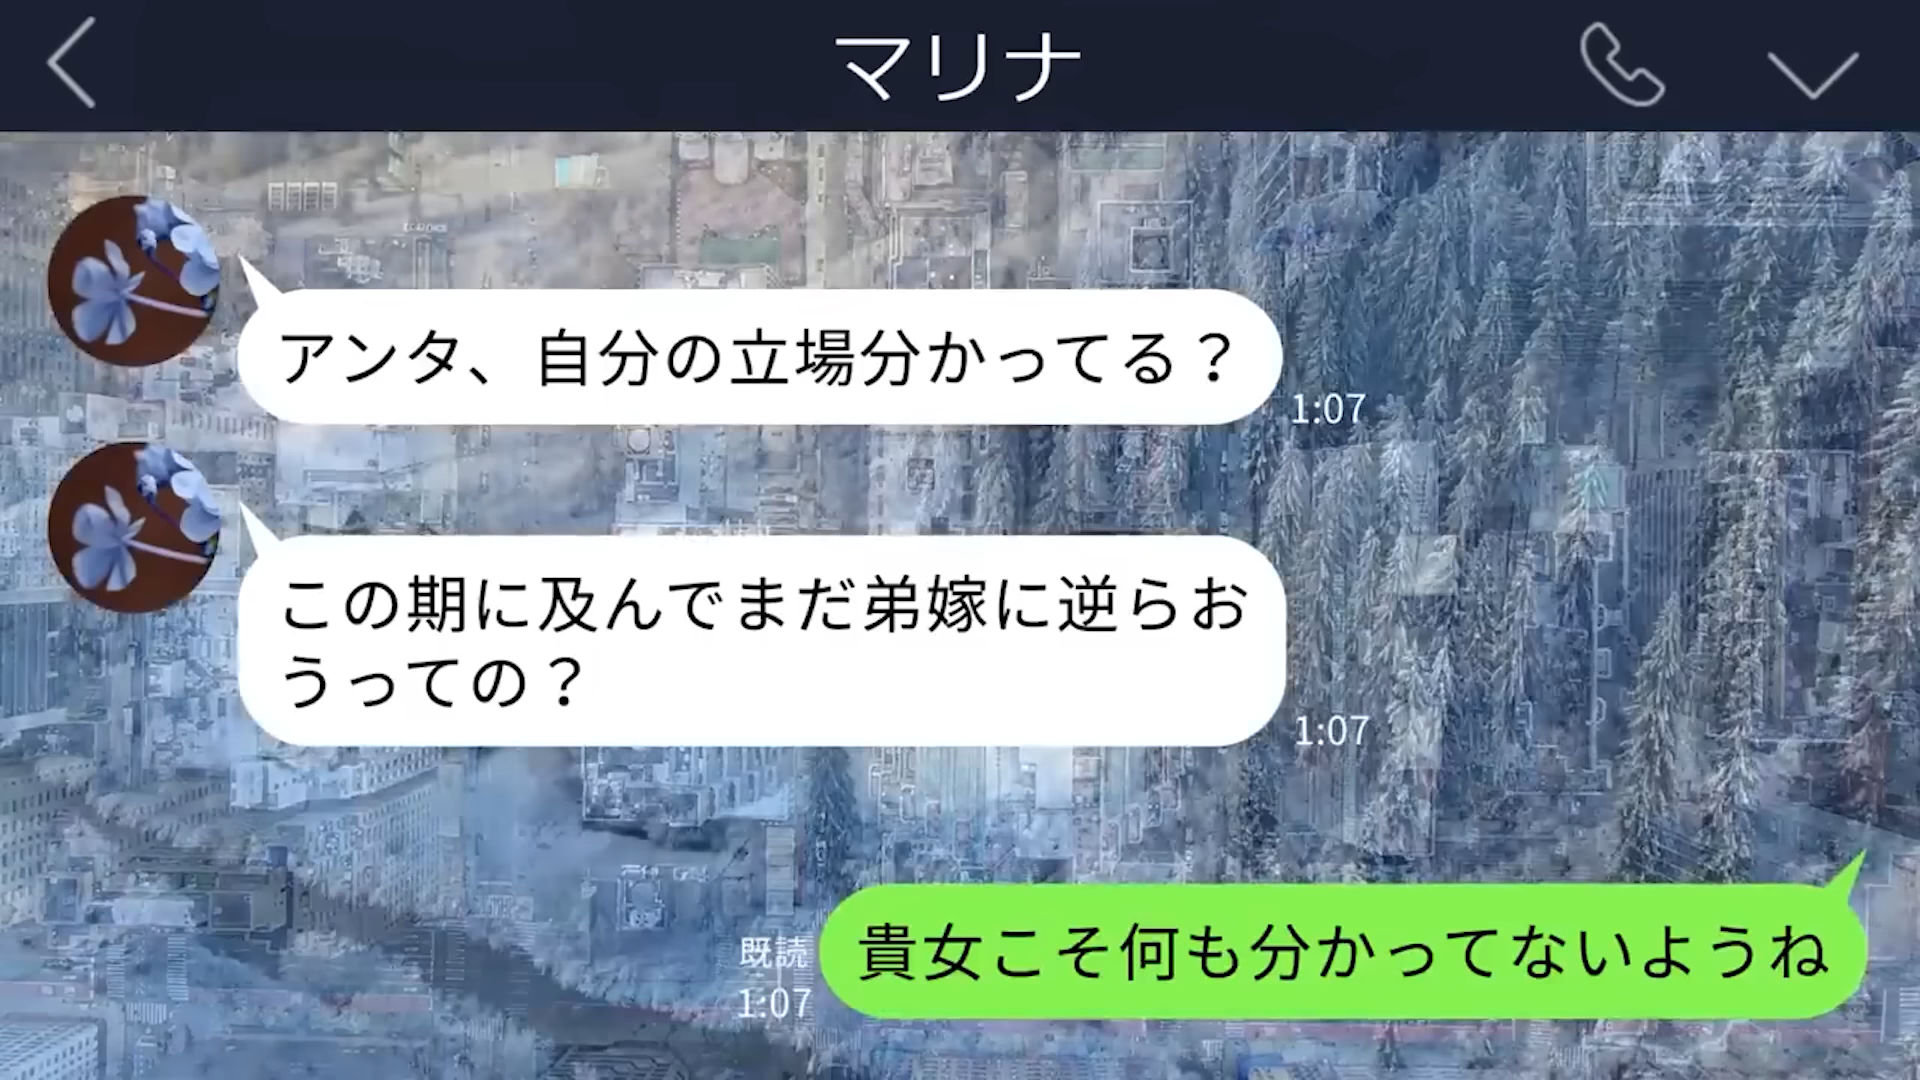 マリナ
アンタ、自分の立場分かってる？
1:07
この期に及んでまだ弟嫁に逆らお
うっての？
1:07
貴女こそ何も分かってないようね
既読
1:07